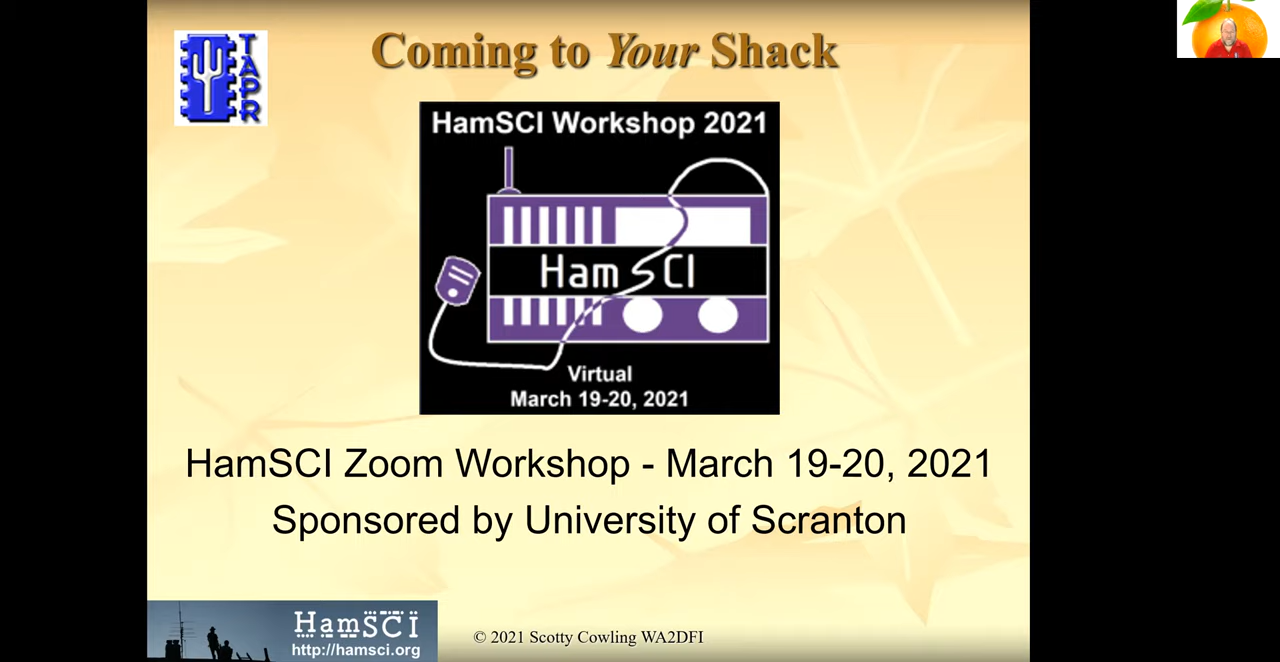 TAPR
Coming to Your Shack
HamSCI Workshop 2021
HamSCI
Virtual
March 19-20, 2021
HamSCI Zoom Workshop - March 19-20, 2021
Sponsored by University of Scranton
HamSCI
http://hamsci.org
© 2021 Scotty Cowling WA2DFI